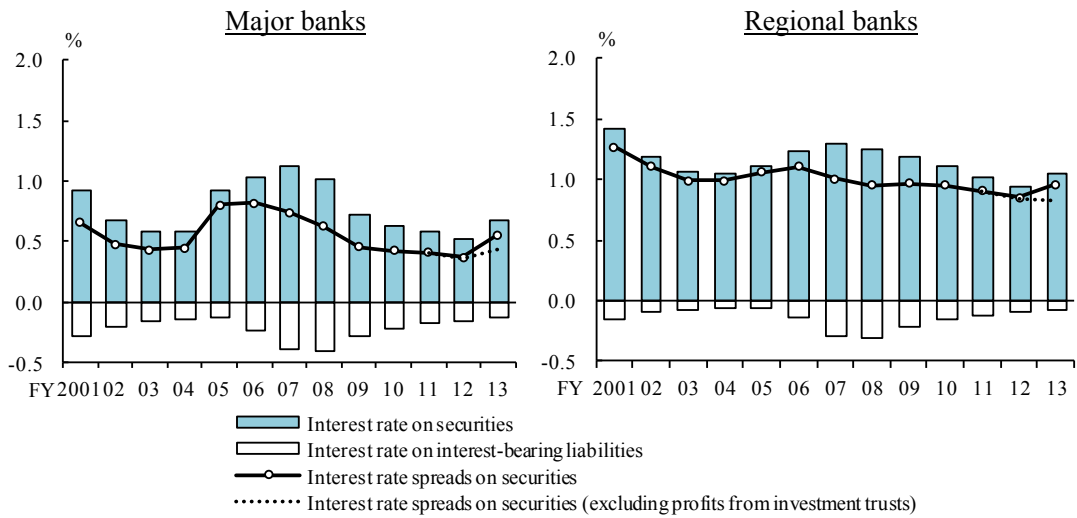 Major banks
%
2.0
1.5
1.0
0.5
0.0
-0.5
FY 2001 02 03 04 05 06 07 08 09 10 11 12 13
Regional banks
%
2.0
1.5
1.0
0.5
0.0
-0.5
FY 2001 02 03 04 05 06 07 08 09 10 11 12 13
Interest rate on securities
Interest rate on interest-bearing liabilities
Interest rate spreads on securities
Interest rate spreads on securities (excluding profits from investment trusts)